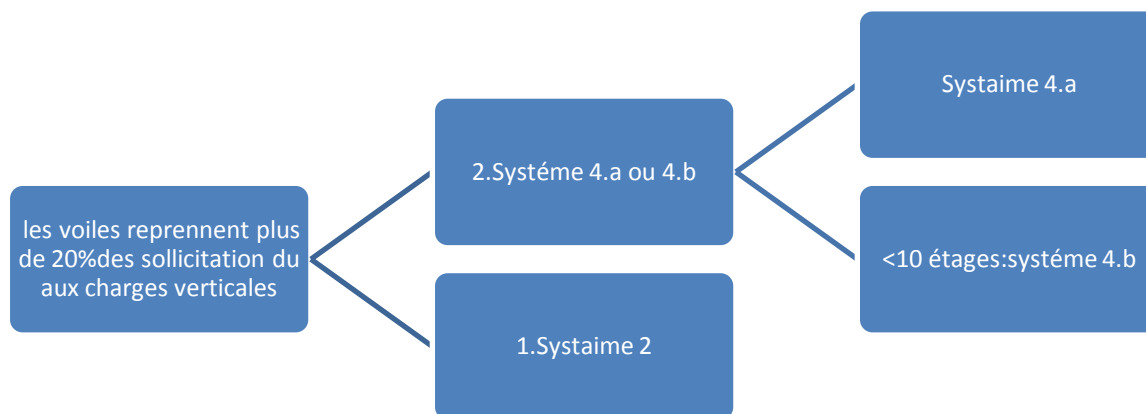 les voiles reprennent plus
de 20%des sollicitation du
aux charges verticales
2.Systéme 4.a ou 4.b
1.Systaime 2
Systaime 4.a
<10 étages:systéme 4.b